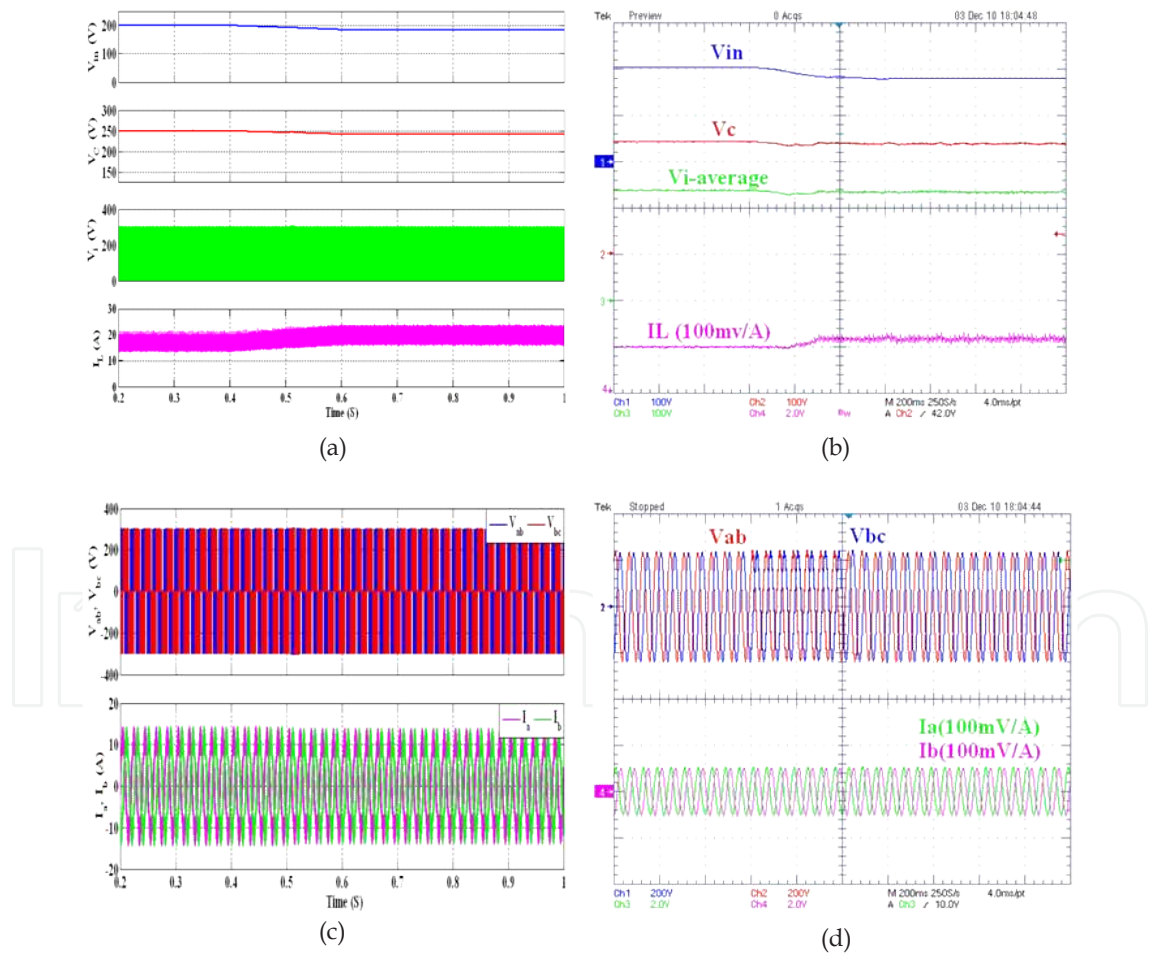 200
100
0
V_in (V)
300
250
200
150
V_C (V)
400
200
0
V_i (V)
30
20
10
0
I_L (A)
0.2 0.3 0.4 0.5 0.6 0.7 0.8 0.9 1
Time (S)
(a)
Tek Preview 0 Acqs 03 Dec 10 18:04:48
Vin
Vc
1
Vi-average
2
3
IL (100mv/A)
4
Ch1 100V Ch2 100V M 200ms 250S/s 4.0ms/pt
Ch3 100V Ch4 2.0V Bw A Ch2 / 42.0V
(b)
400
200
0
-200
-400
V_ab, V_bc (V)
V_ab V_bc
20
10
0
-10
-20
I_a, I_b (A)
I_a I_b
0.2 0.3 0.4 0.5 0.6 0.7 0.8 0.9 1
Time (S)
(c)
Tek Stopped 1 Acqs 03 Dec 10 18:04:44
Vab Vbc
2
Ia(100mV/A)
Ib(100mV/A)
4
Ch1 200V Ch2 200V M 200ms 250S/s 4.0ms/pt
Ch3 2.0V Ch4 2.0V A Ch3 / 10.0V
(d)